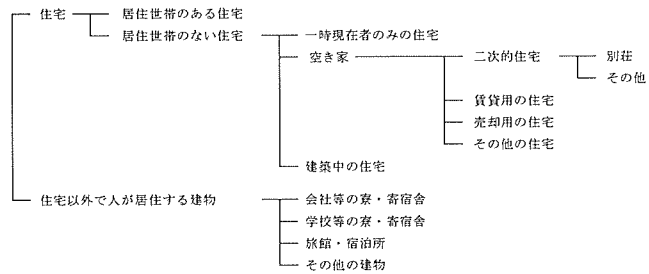 住宅
居住世帯のある住宅
居住世帯のない住宅
一時現在者のみの住宅
空き家
二次的住宅
別荘
その他
賃貸用の住宅
売却用の住宅
その他の住宅
建築中の住宅
住宅以外で人が居住する建物
会社等の寮・寄宿舎
学校等の寮・寄宿舎
旅館・宿泊所
その他の建物